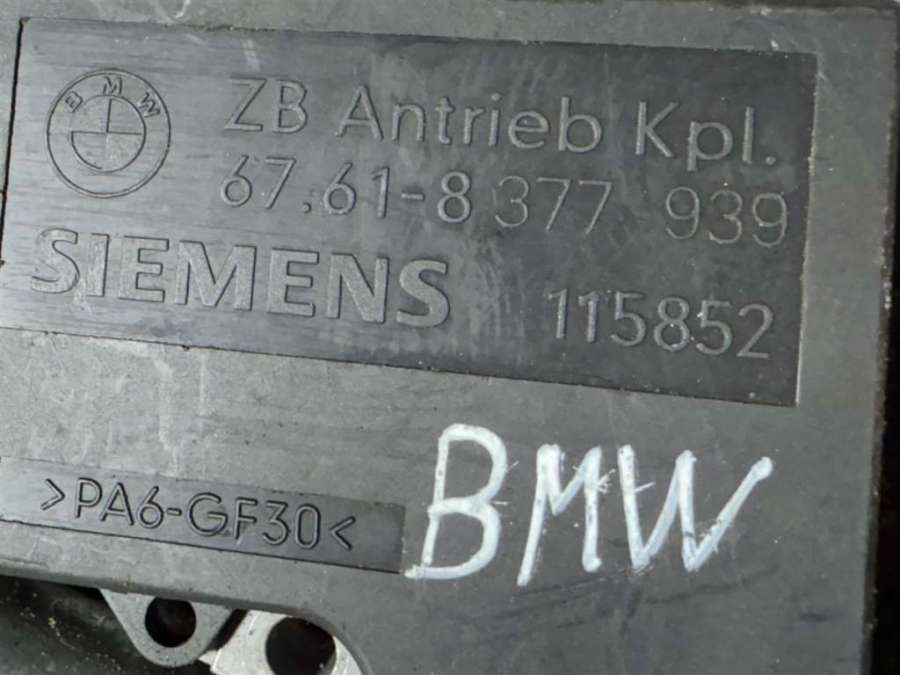 BMW
ZB Antrieb Kpl.
67.61-8 377 939
SIEMENS 115852
>PA6-GF30<
BMW